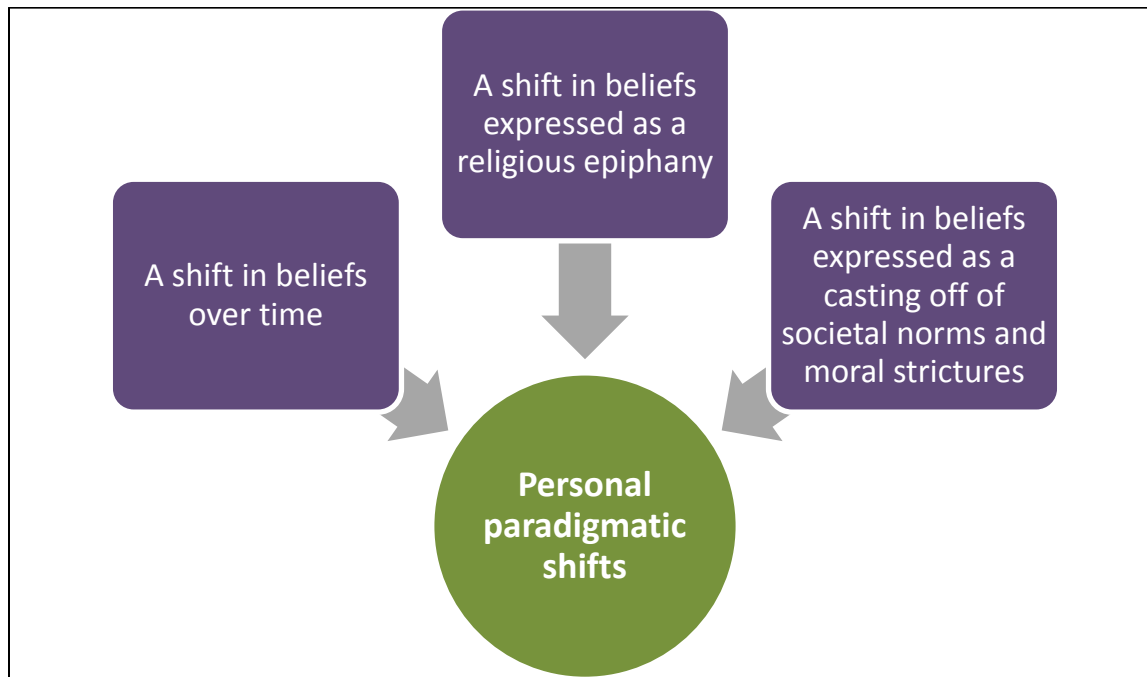 A shift in beliefs
expressed as a
religious epiphany
A shift in beliefs
over time
A shift in beliefs
expressed as a
casting off of
societal norms and
moral strictures
Personal
paradigmatic
shifts